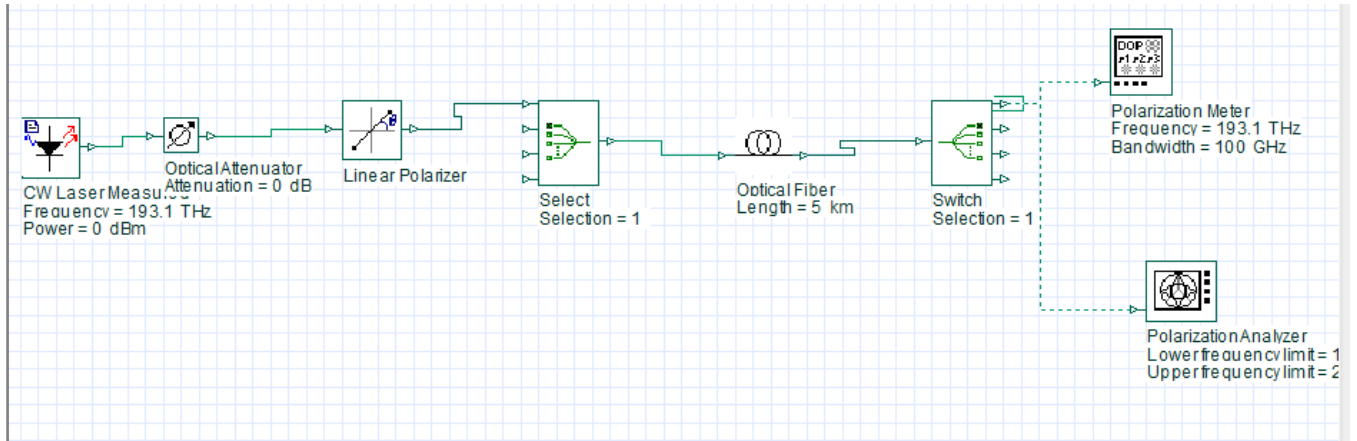 CW Laser Measured
Frequency = 193.1 THz
Power = 0 dBm
Optical Attenuator
Attenuation = 0 dB
Linear Polarizer
Select
Selection = 1
Optical Fiber
Length = 5 km
Switch
Selection = 1
DOP
Polarization Meter
Frequency = 193.1 THz
Bandwidth = 100 GHz
Polarization Analyzer
Lower frequency limit = 1
Upper frequency limit = 2